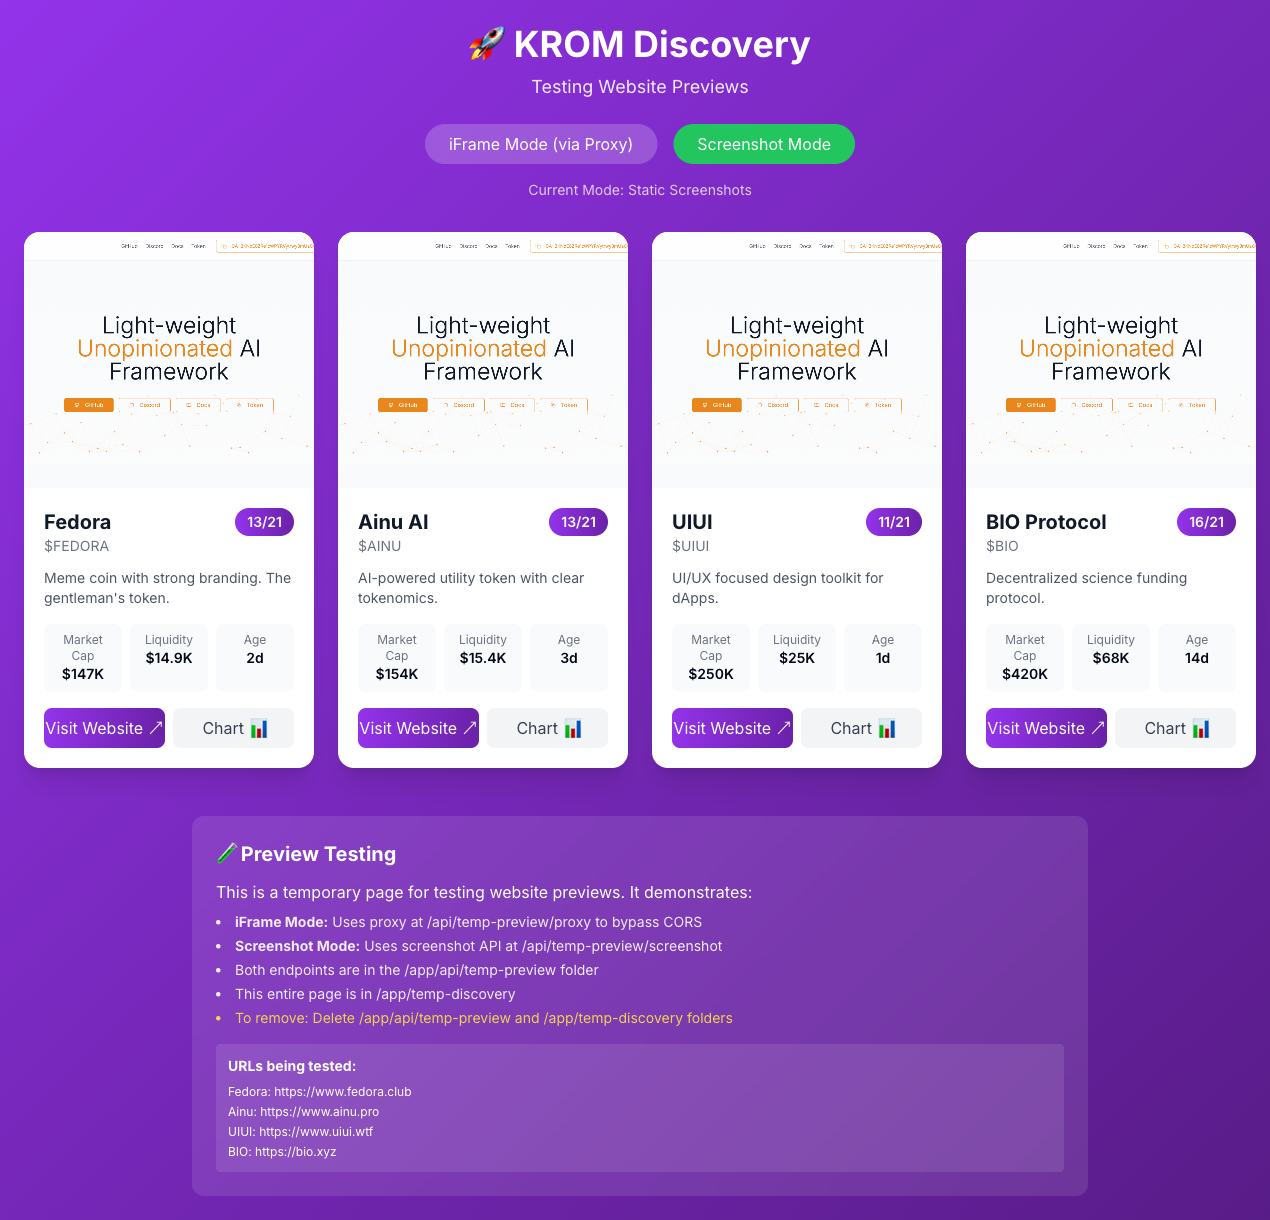 🚀 KROM Discovery
Testing Website Previews
iFrame Mode (via Proxy)
Screenshot Mode
Current Mode: Static Screenshots
GitHub Discord Docs Token
Light-weight
Unopinionated AI
Framework
GitHub Discord Docs Token
Fedora
13/21
$FEDORA
Meme coin with strong branding. The
gentleman's token.
Market
Cap
$147K
Liquidity
$14.9K
Age
2d
Visit Website ↗
Chart 📊
GitHub Discord Docs Token
Light-weight
Unopinionated AI
Framework
GitHub Discord Docs Token
Ainu AI
13/21
$AINU
AI-powered utility token with clear
tokenomics.
Market
Cap
$154K
Liquidity
$15.4K
Age
3d
Visit Website ↗
Chart 📊
GitHub Discord Docs Token
Light-weight
Unopinionated AI
Framework
GitHub Discord Docs Token
UIUI
11/21
$UIUI
UI/UX focused design toolkit for
dApps.
Market
Cap
$250K
Liquidity
$25K
Age
1d
Visit Website ↗
Chart 📊
GitHub Discord Docs Token
Light-weight
Unopinionated AI
Framework
GitHub Discord Docs Token
BIO Protocol
16/21
$BIO
Decentralized science funding
protocol.
Market
Cap
$420K
Liquidity
$68K
Age
14d
Visit Website ↗
Chart 📊
🧪 Preview Testing
This is a temporary page for testing website previews. It demonstrates:
• iFrame Mode: Uses proxy at /api/temp-preview/proxy to bypass CORS
• Screenshot Mode: Uses screenshot API at /api/temp-preview/screenshot
• Both endpoints are in the /app/api/temp-preview folder
• This entire page is in /app/temp-discovery
• To remove: Delete /app/api/temp-preview and /app/temp-discovery folders
URLs being tested:
Fedora: https://www.fedora.club
Ainu: https://www.ainu.pro
UIUI: https://www.uiui.wtf
BIO: https://bio.xyz